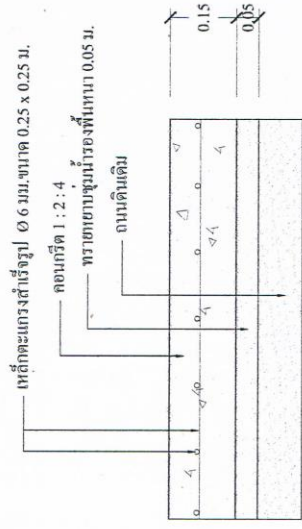 เหล็กตะแกรงสำเร็จรูป Ø 6 มม.ขนาด 0.25 x 0.25 ม.
คอนกรีต 1 : 2 : 4
ทรายหยาบชุ่มน้ำรองพื้นหนา 0.05 ม.
ถนนดินเดิม
0.15
0.05